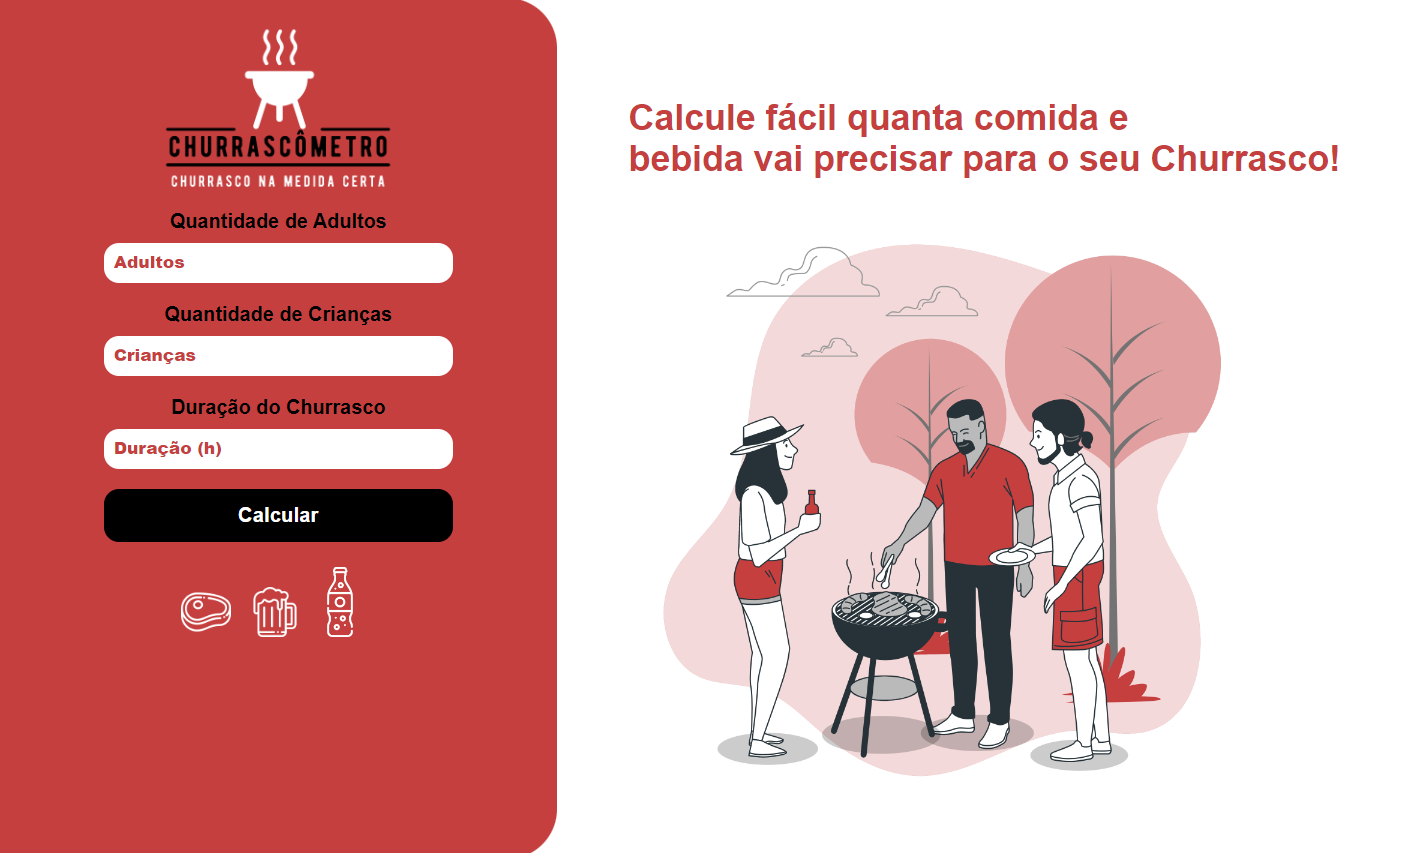 CHURRASCÔMETRO
CHURRASCO NA MEDIDA CERTA
Quantidade de Adultos
Adultos
Quantidade de Crianças
Crianças
Duração do Churrasco
Duração (h)
Calcular
Calcule fácil quanta comida e
bebida vai precisar para o seu Churrasco!